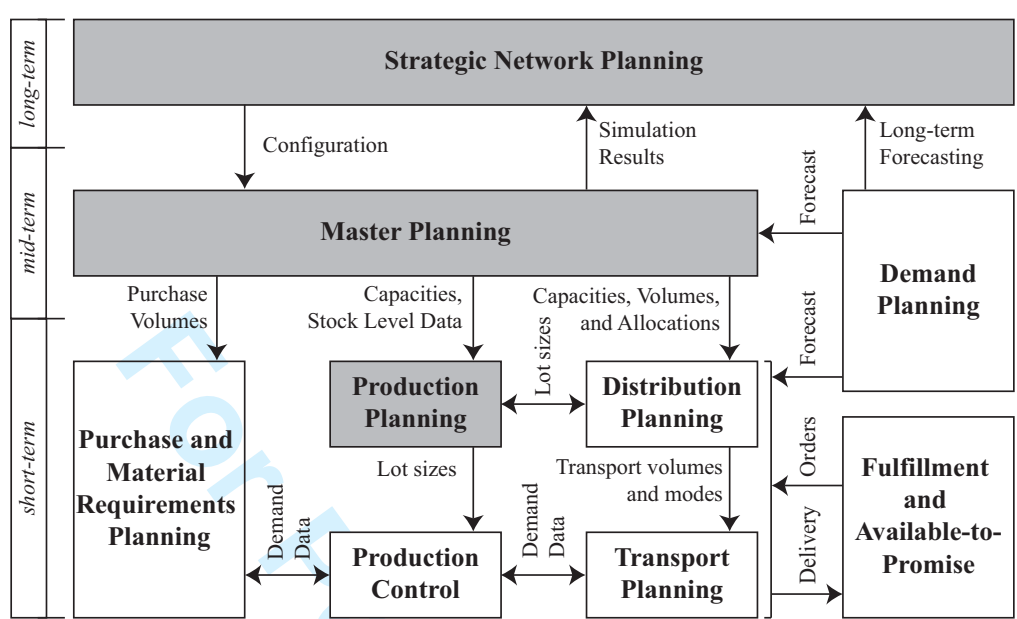 long-term
Strategic Network Planning
Configuration
Simulation
Results
Long-term
Forecasting
mid-term
Master Planning
Forecast
Demand
Planning
Purchase
Volumes
Capacities,
Stock Level Data
Capacities, Volumes,
and Allocations
Forecast
short-term
Purchase and
Material
Requirements
Planning
Production
Planning
Lot sizes
Distribution
Planning
Lot sizes
Transport volumes
and modes
Orders
Delivery
Fulfillment
and
Available-to-
Promise
Demand
Data
Production
Control
Demand
Data
Transport
Planning
For